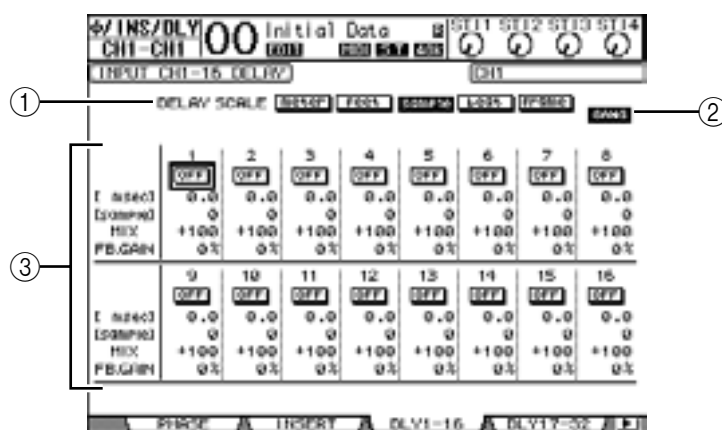 Φ/INS/DLY 00 Initial Data ST1 ST2 ST3 ST4
CH1-CH1 EDIT MIDI ST
INPUT CH1-16 DELAY CH1
① DELAY SCALE meter feet sample beat frame GANG ②
1 2 3 4 5 6 7 8
OFF OFF OFF OFF OFF OFF OFF OFF
[ msec] 0.0 0.0 0.0 0.0 0.0 0.0 0.0 0.0
[sample] 0 0 0 0 0 0 0 0
MIX +100 +100 +100 +100 +100 +100 +100 +100
FB.GAIN 0% 0% 0% 0% 0% 0% 0% 0%
③
9 10 11 12 13 14 15 16
OFF OFF OFF OFF OFF OFF OFF OFF
[ msec] 0.0 0.0 0.0 0.0 0.0 0.0 0.0 0.0
[sample] 0 0 0 0 0 0 0 0
MIX +100 +100 +100 +100 +100 +100 +100 +100
FB.GAIN 0% 0% 0% 0% 0% 0% 0% 0%
PHASE INSERT DLY1-16 DLY17-32